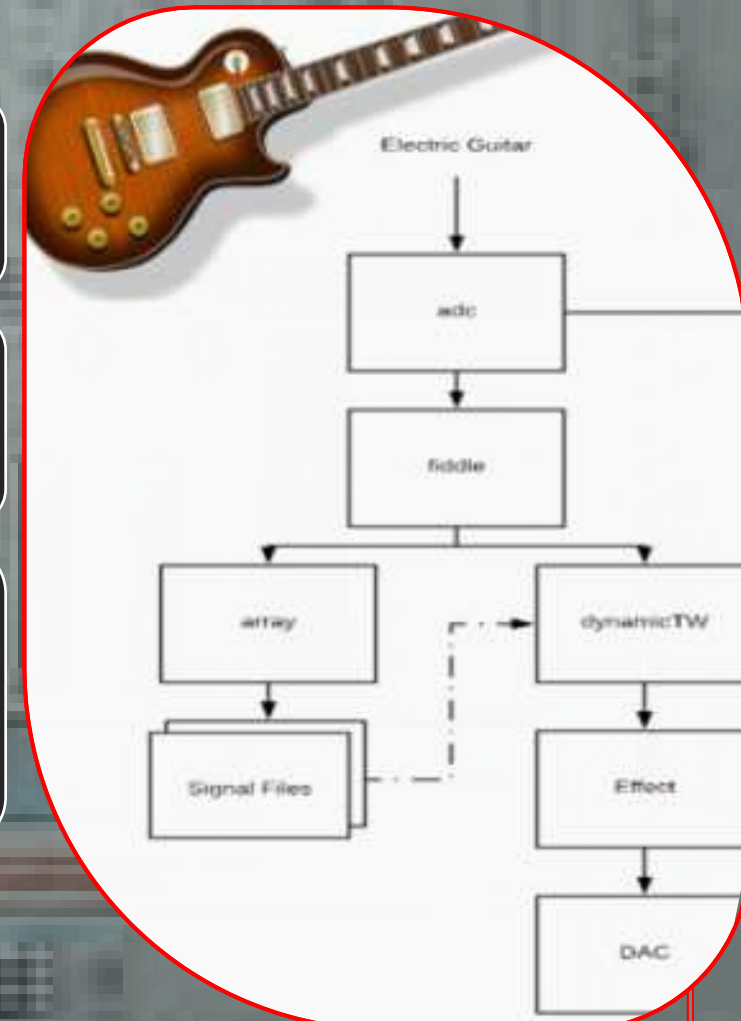 Electric Guitar
adc
fiddle
array
dynamicTW
Signal Files
Effect
DAC